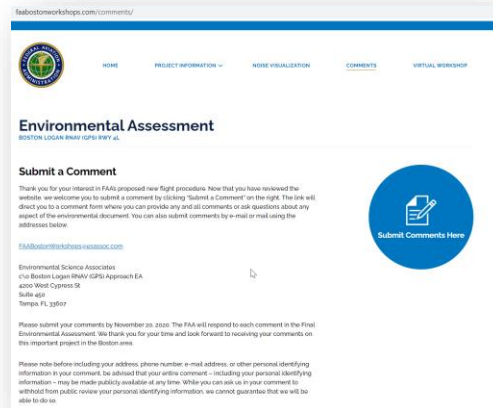 faabostonworkshops.com/comments/
FEDERAL AVIATION
ADMINISTRATION
HOME
PROJECT INFORMATION
NOISE VISUALIZATION
COMMENTS
VIRTUAL WORKSHOP
Environmental Assessment
BOSTON LOGAN RNAV (GPS) RWY 4L
Submit a Comment
Thank you for your interest in FAA's proposed new flight procedure. Now that you have reviewed the
website, we welcome you to submit a comment by clicking "Submit a Comment" on the right. The link will
direct you to a comment form where you can provide any and all comments or ask questions about any
aspect of the environmental document. You can also submit comments by e-mail or mail using the
addresses below.
FAABostonWorkshops@esassoc.com
Environmental Science Associates
c\o Boston Logan RNAV (GPS) Approach EA
4200 West Cypress St
Suite 450
Tampa, FL 33607
Please submit your comments by November 20, 2020. The FAA will respond to each comment in the Final
Environmental Assessment. We thank you for your time and look forward to receiving your comments on
this important project in the Boston area.
Please note before including your address, phone number, e-mail address, or other personal identifying
information in your comment, be advised that your entire comment – including your personal identifying
information – may be made publicly available at any time. While you can ask us in your comment to
withhold from public review your personal identifying information, we cannot guarantee that we will be
able to do so.
Submit Comments Here